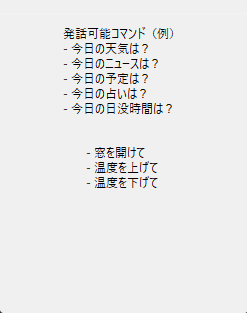 発話可能コマンド（例）
- 今日の天気は？
- 今日のニュースは？
- 今日の予定は？
- 今日の占いは？
- 今日の日没時間は？
- 窓を開けて
- 温度を上げて
- 温度を下げて